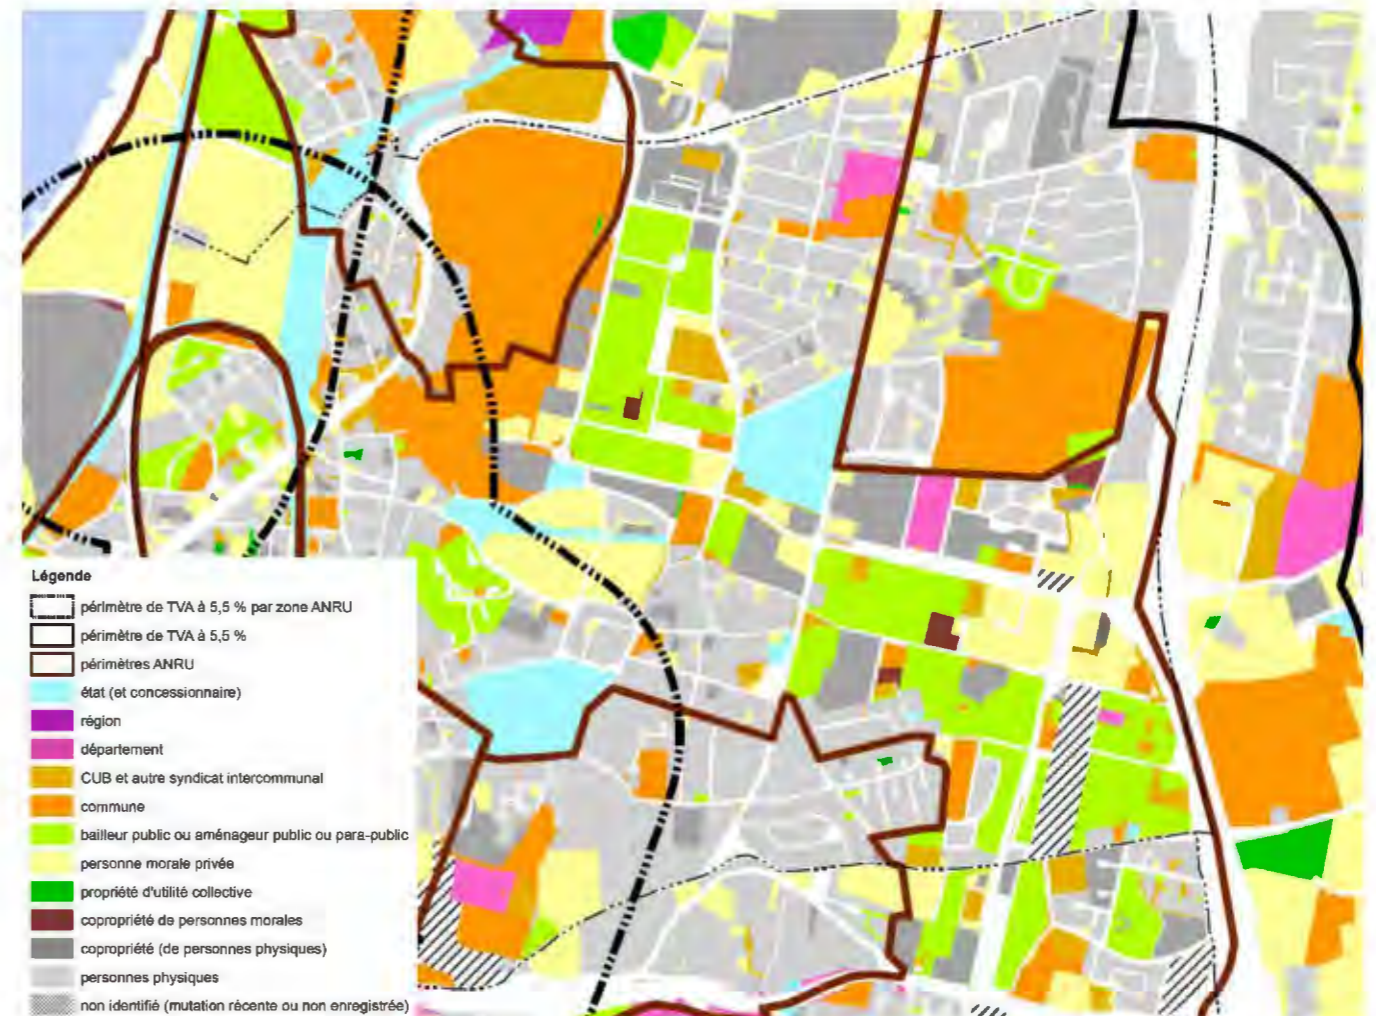 Légende
périmètre de TVA à 5,5 % par zone ANRU
périmètre de TVA à 5,5 %
périmètres ANRU
état (et concessionnaire)
région
département
CUB et autre syndicat intercommunal
commune
bailleur public ou aménageur public ou para-public
personne morale privée
propriété d'utilité collective
copropriété de personnes morales
copropriété (de personnes physiques)
personnes physiques
non identifié (mutation récente ou non enregistrée)